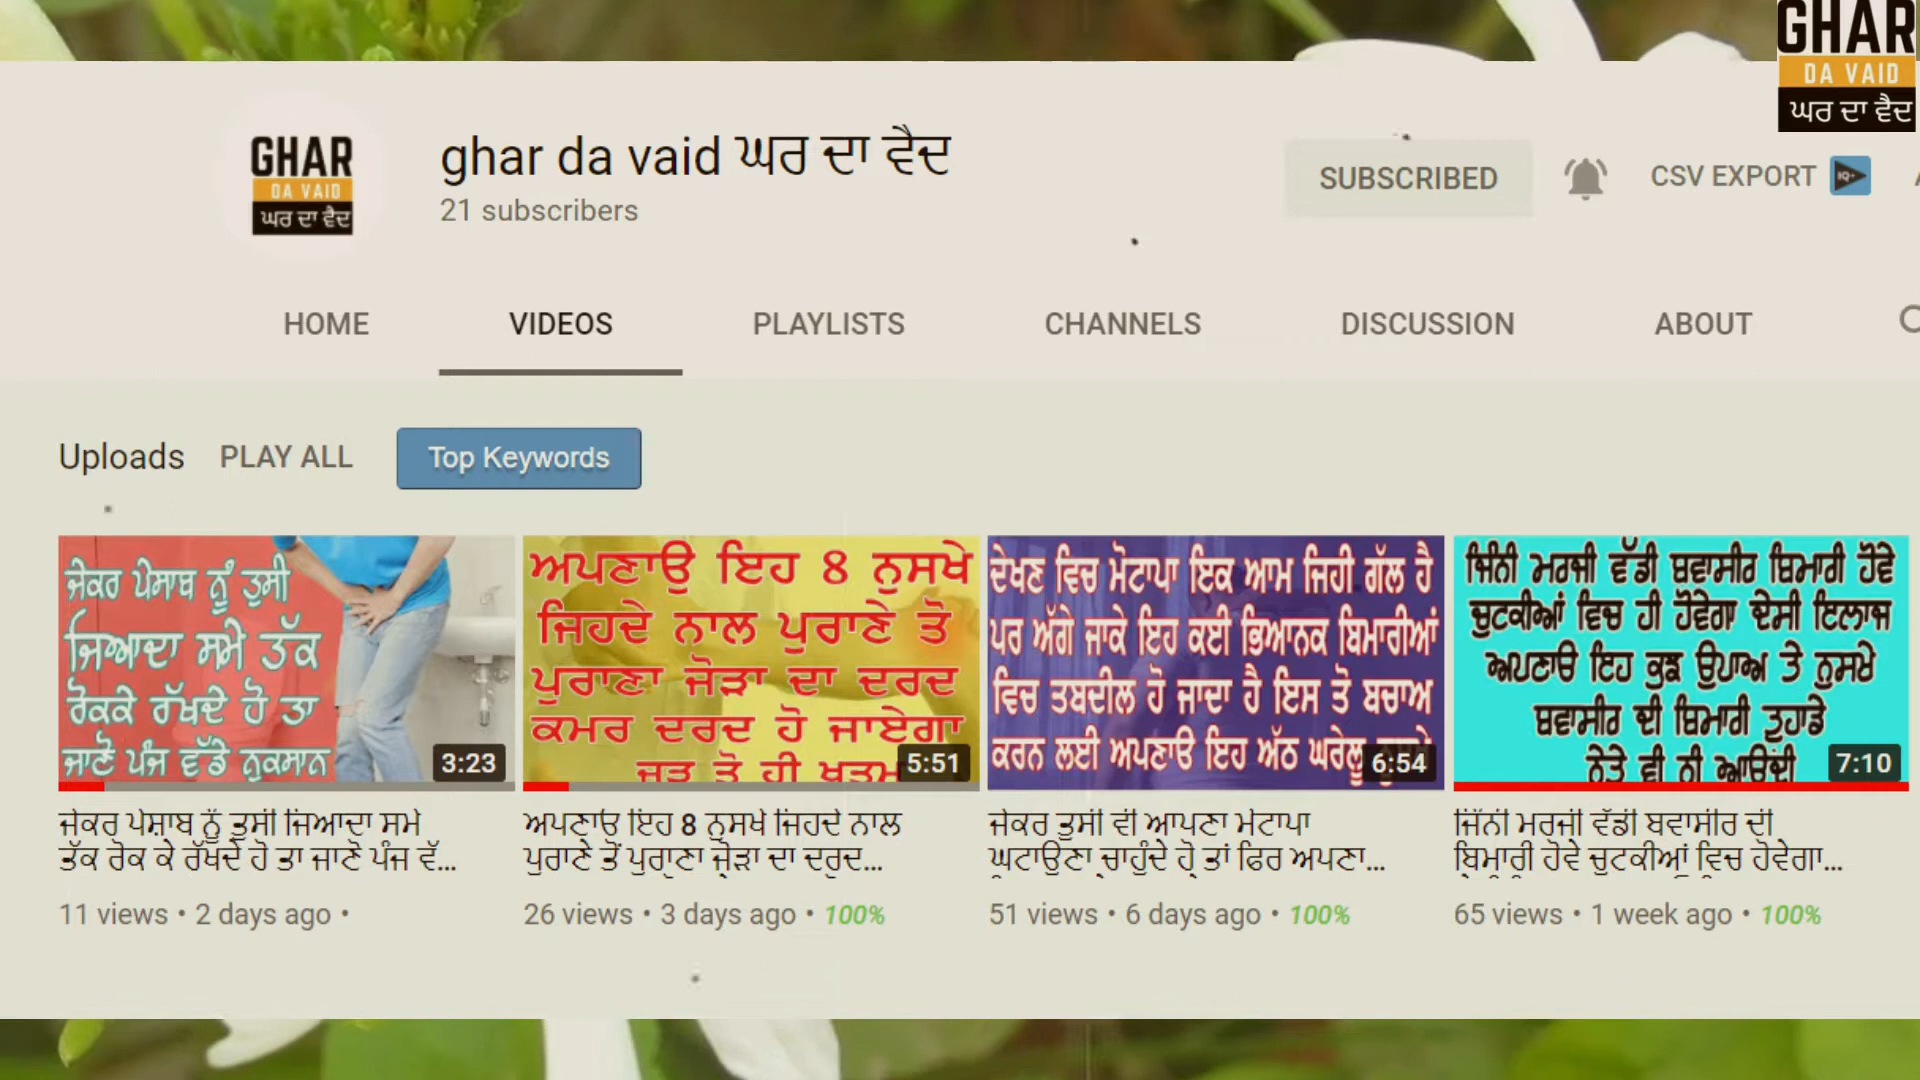 GHAR
DA VAID
ਘਰ ਦਾ ਵੈਦ
GHAR
DA VAID
ਘਰ ਦਾ ਵੈਦ
ghar da vaid ਘਰ ਦਾ ਵੈਦ
21 subscribers
SUBSCRIBED
CSV EXPORT
IQ+
HOME VIDEOS PLAYLISTS CHANNELS DISCUSSION ABOUT
Uploads PLAY ALL Top Keywords
ਜੇਕਰ ਪੇਸਾਬ ਨੂੰ ਤੁਸੀ
ਜਿਆਦਾ ਸਮੇ ਤੱਕ
ਰੋਕਕੇ ਰੱਖਦੇ ਹੋ ਤਾ
ਜਾਣੋ ਪੰਜ ਵੱਡੇ ਨੁਕਸਾਨ
3:23
ਅਪਣਾਓ ਇਹ 8 ਨੁਸਖੇ
ਜਿਹਦੇ ਨਾਲ ਪੁਰਾਣੇ ਤੋ
ਪੁਰਾਣਾ ਜੋੜਾ ਦਾ ਦਰਦ
ਕਮਰ ਦਰਦ ਹੋ ਜਾਏਗਾ
ਜੜ ਤੋ ਹੀ ਖਤਮ
5:51
ਦੇਖਣ ਵਿਚ ਮੋਟਾਪਾ ਇਕ ਆਮ ਜਿਹੀ ਗੱਲ ਹੈ
ਪਰ ਅੱਗੇ ਜਾਕੇ ਇਹ ਕਈ ਭਿਆਨਕ ਬਿਮਾਰੀਆਂ
ਵਿਚ ਤਬਦੀਲ ਹੋ ਜਾਦਾ ਹੈ ਇਸ ਤੋ ਬਚਾਅ
ਕਰਨ ਲਈ ਅਪਣਾਓ ਇਹ ਅੱਠ ਘਰੇਲੂ
6:54
ਜਿੰਨੀ ਮਰਜੀ ਵੱਡੀ ਬਵਾਸੀਰ ਬਿਮਾਰੀ ਹੋਵੇ
ਚੁਟਕੀਆਂ ਵਿਚ ਹੀ ਹੋਵੇਗਾ ਦੇਸੀ ਇਲਾਜ
ਅਪਣਾਓ ਇਹ ਕੁਛ ਉਪਾਅ ਤੇ ਨੁਸਖੇ
ਬਵਾਸੀਰ ਦੀ ਬਿਮਾਰੀ ਤੁਹਾਡੇ
ਨੇੜੇ ਵੀ ਨੀ ਆਓਂਦੀ
7:10
ਜੇਕਰ ਪੇਸ਼ਾਬ ਨੂੰ ਤੁਸੀਂ ਜਿਆਦਾ ਸਮੇਂ
ਤੱਕ ਰੋਕ ਕੇ ਰੱਖਦੇ ਹੋ ਤਾ ਜਾਣੋ ਪੰਜ ਵੱ...
11 views • 2 days ago •
ਅਪਣਾਓ ਇਹ 8 ਨੁਸਖੇ ਜਿਹਦੇ ਨਾਲ
ਪੁਰਾਣੇ ਤੋਂ ਪੁਰਾਣਾ ਜੋੜਾ ਦਾ ਦਰਦ...
26 views • 3 days ago • 100%
ਜੇਕਰ ਤੁਸੀਂ ਵੀ ਆਪਣਾ ਮੋਟਾਪਾ
ਘਟਾਉਣਾ ਚਾਹੁੰਦੇ ਹੋ ਤਾਂ ਫਿਰ ਅਪਣਾ...
51 views • 6 days ago • 100%
ਜਿੰਨੀ ਮਰਜੀ ਵੱਡੀ ਬਵਾਸੀਰ ਦੀ
ਬਿਮਾਰੀ ਹੋਵੇ ਚੁਟਕੀਆਂ ਵਿਚ ਹੋਵੇਗਾ...
65 views • 1 week ago • 100%